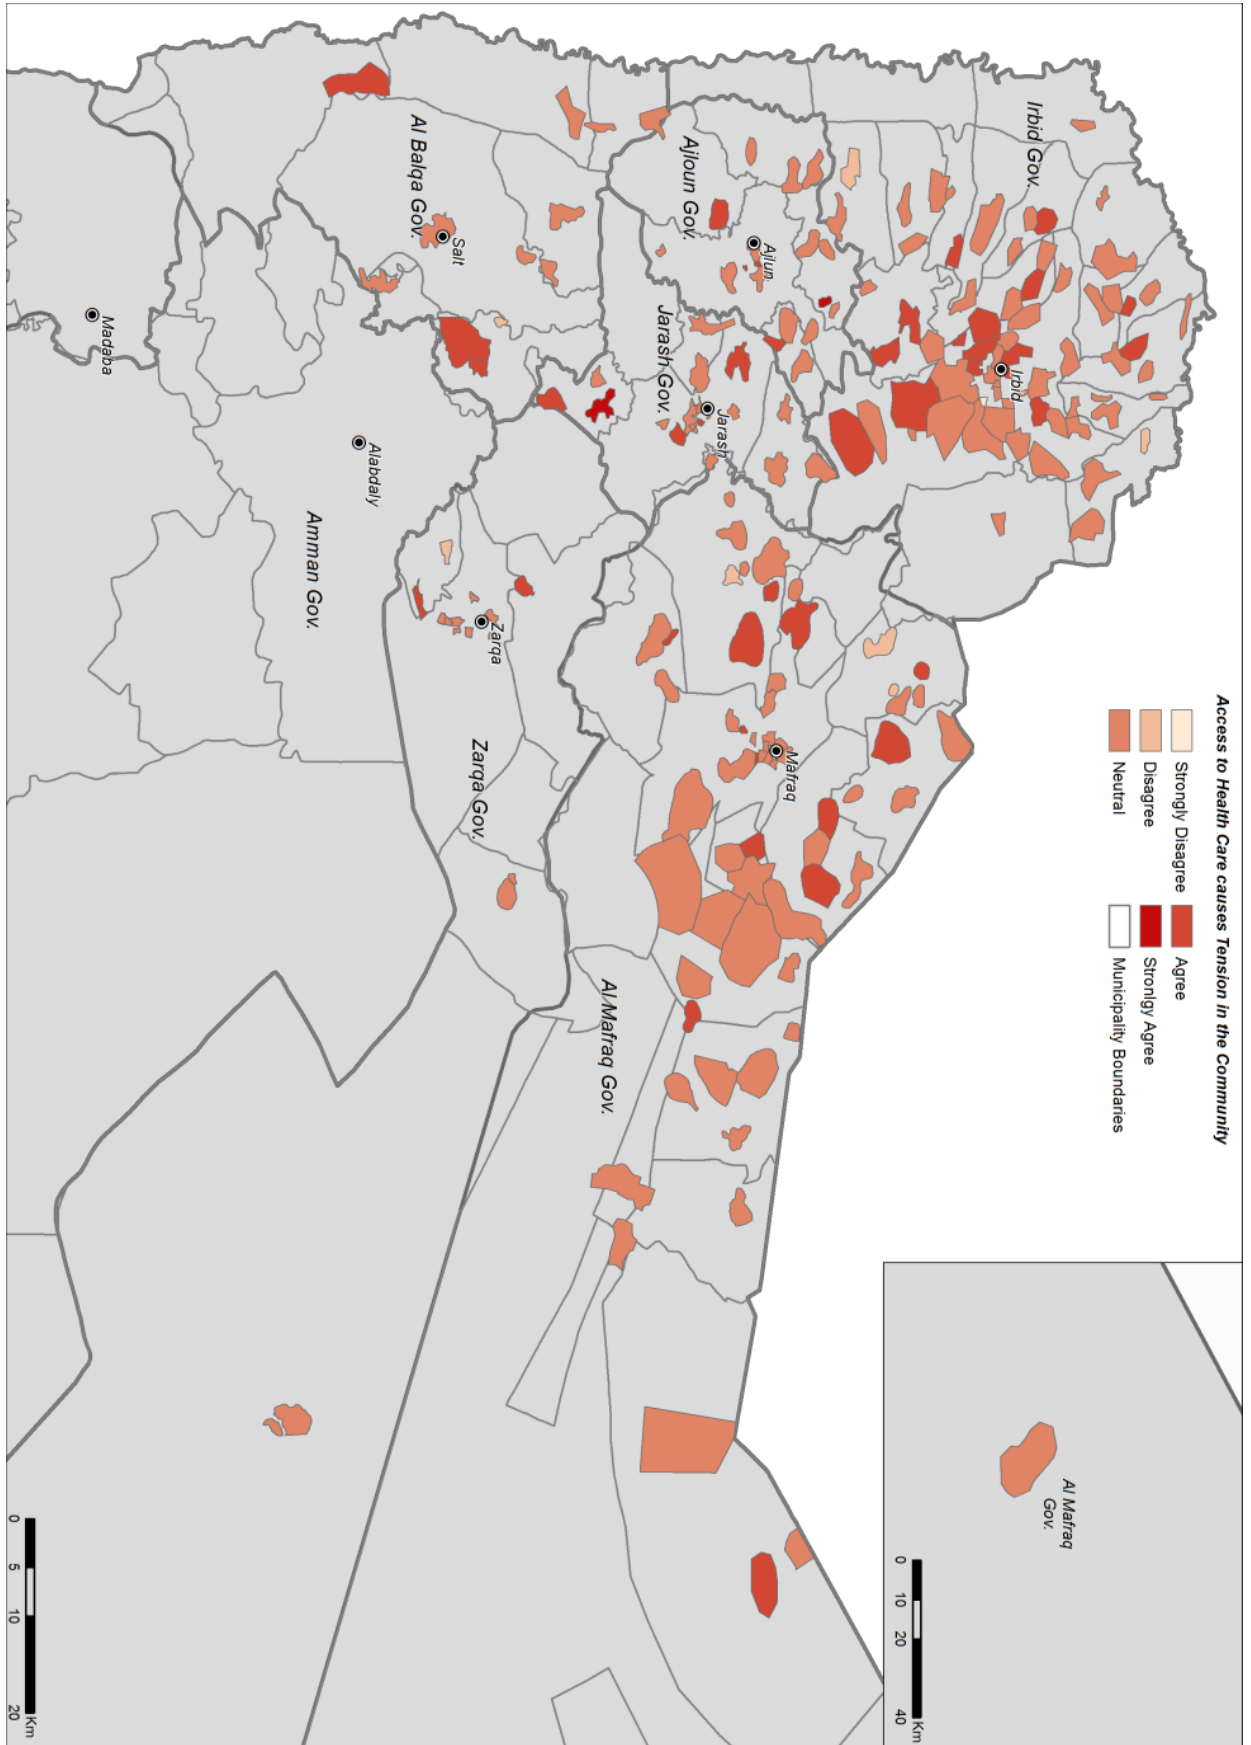 Access to Health Care causes Tension in the Community
Strongly Disagree
Disagree
Neutral
Agree
Stronlgy Agree
Municipality Boundaries
Al Mafraq
Gov.
0 10 20 40
Km
Irbid Gov.
Irbid
Ajloun Gov.
Ajlun
Jarash Gov.
Jarash
Al Balqa Gov.
Salt
Mafraq
Al Mafraq Gov.
Zarqa
Zarqa Gov.
Alabdaly
Amman Gov.
Madaba
0 5 10 20
Km